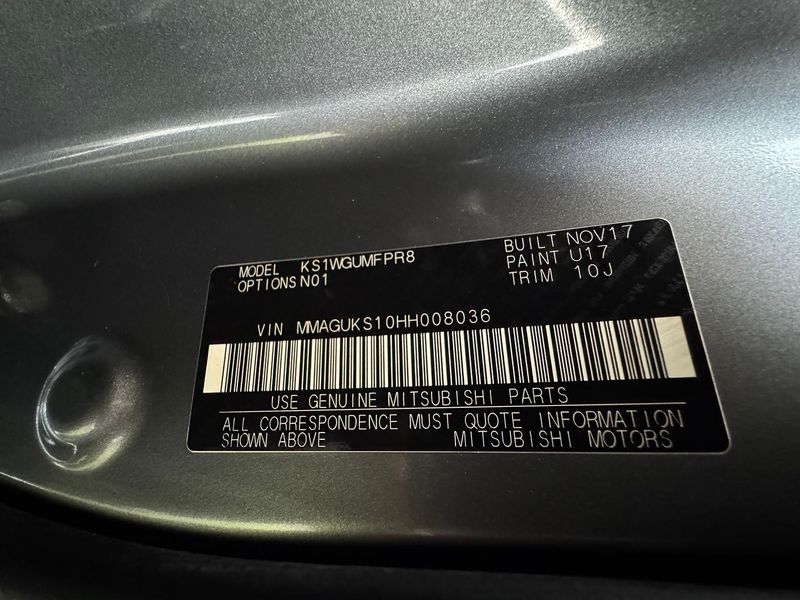 MODEL KS1WGUMFPR8 BUILT NOV17
OPTIONS N01 PAINT U17
TRIM 10J
VIN MMAGUKS10HH008036
USE GENUINE MITSUBISHI PARTS
ALL CORRESPONDENCE MUST QUOTE INFORMATION
SHOWN ABOVE MITSUBISHI MOTORS